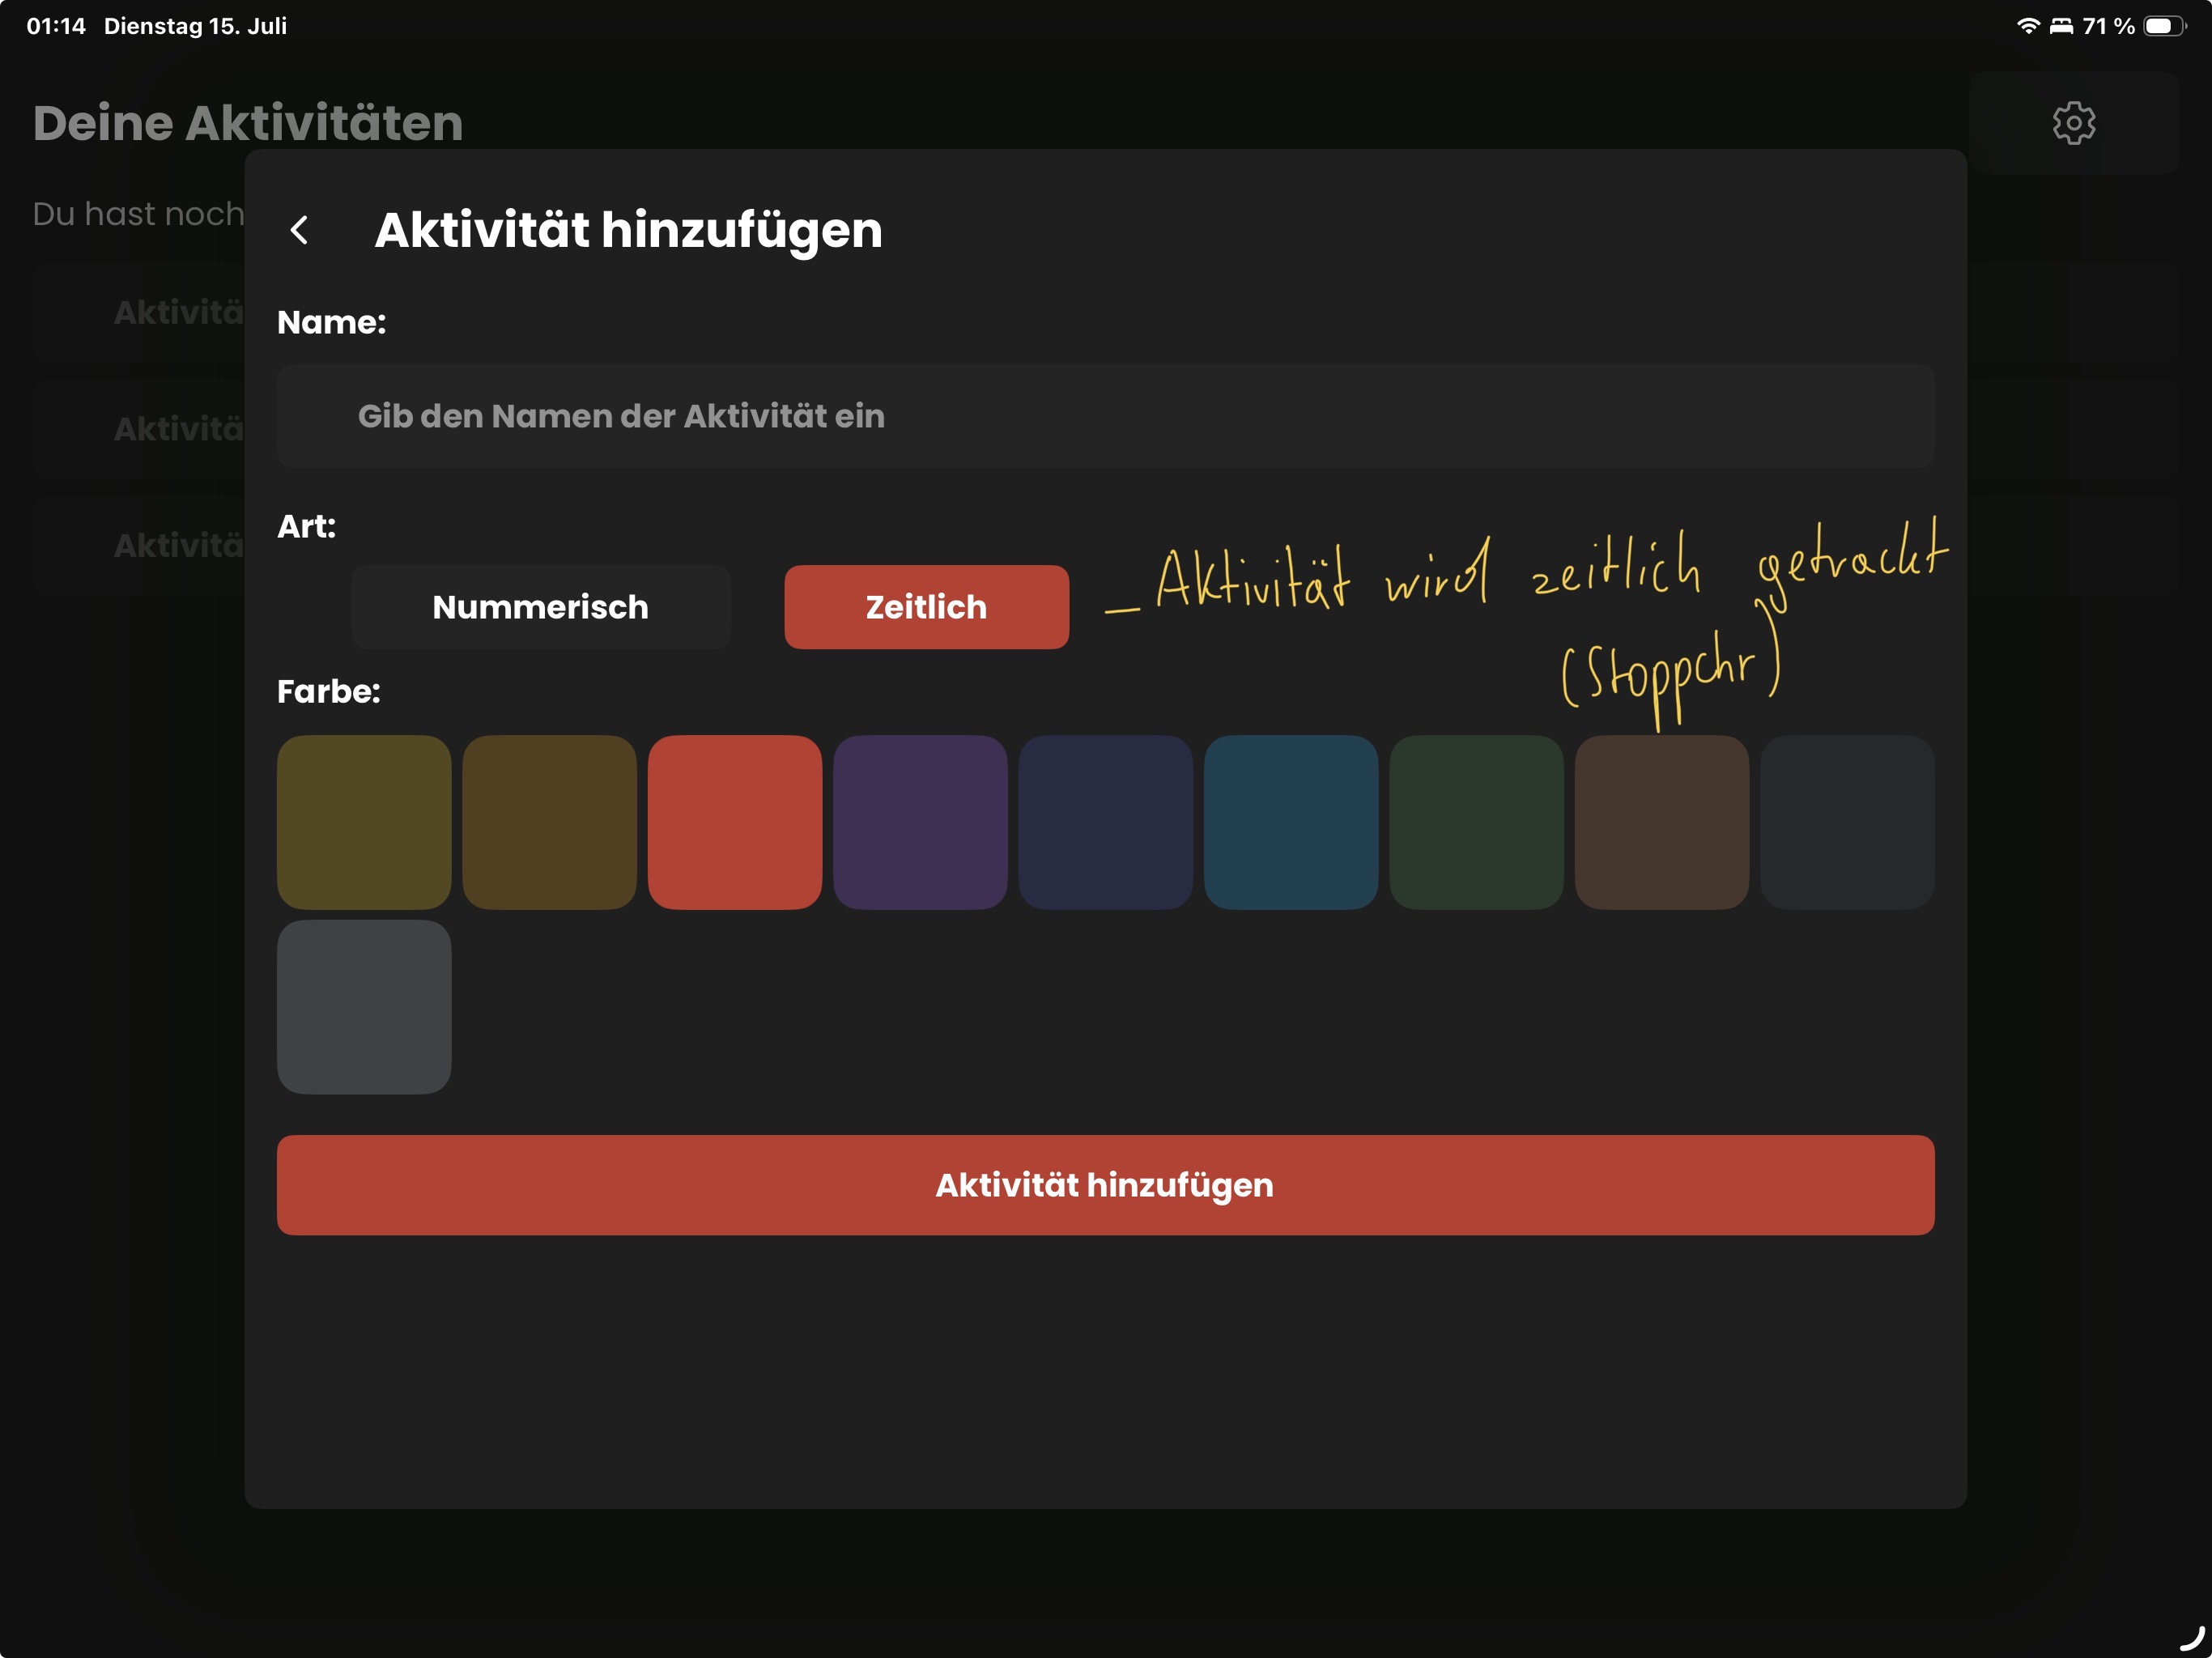 01:14 Dienstag 15. Juli 71 %
Deine Aktivitäten
Du hast noch
Aktivität hinzufügen
Name:
Aktivitä
Gib den Namen der Aktivität ein
Aktivitä
Art:
Aktivitä
Nummerisch
Zeitlich
– Aktivität wird zeitlich getrackt
(Stoppchr)
Farbe:
Aktivität hinzufügen